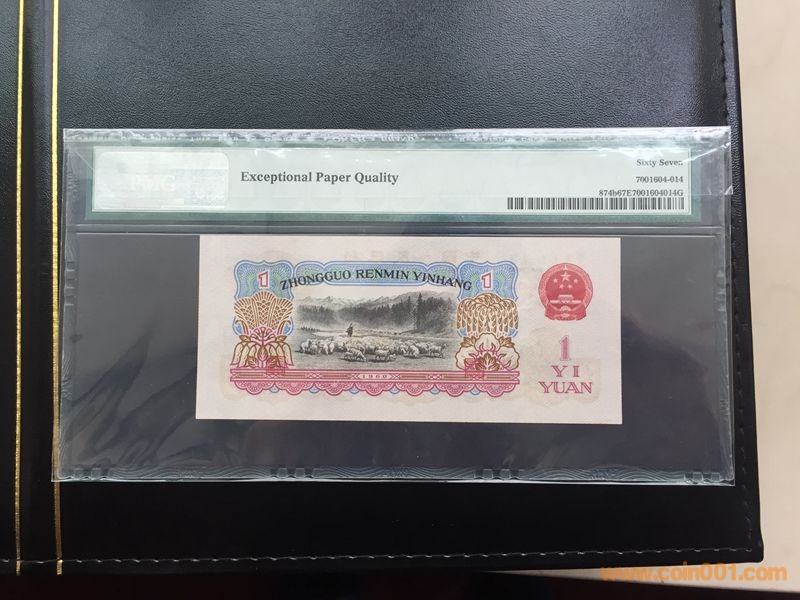 PMG
Exceptional Paper Quality
Sixty Seven
7001604-014
874b67E7001604014G
1 1
ZHONGGUO RENMIN YINHANG
1
YI
YUAN
1960
www.coin001.com